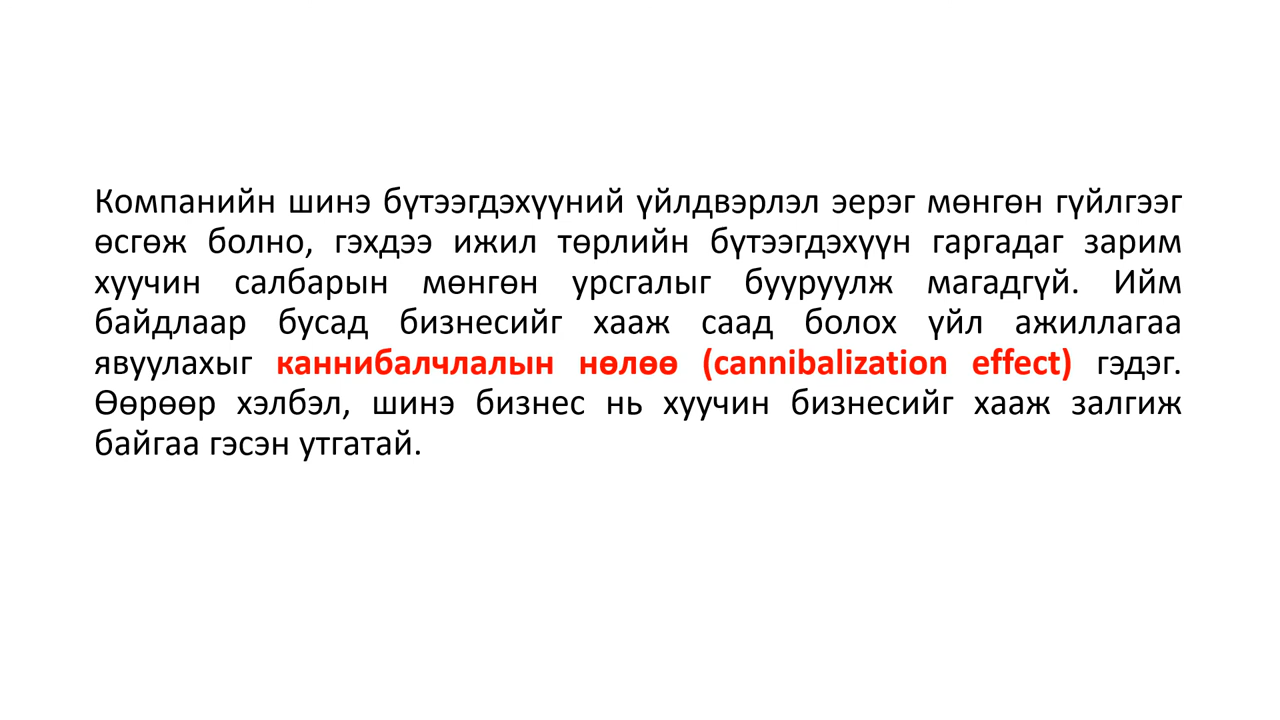 Компанийн шинэ бүтээгдэхүүний үйлдвэрлэл эерэг мөнгөн гүйлгээг
өсгөж болно, гэхдээ ижил төрлийн бүтээгдэхүүн гаргадаг зарим
хуучин салбарын мөнгөн урсгалыг бууруулж магадгүй. Ийм
байдлаар бусад бизнесийг хааж саад болох үйл ажиллагаа
явуулахыг каннибалчлалын нөлөө (cannibalization effect) гэдэг.
Өөрөөр хэлбэл, шинэ бизнес нь хуучин бизнесийг хааж залгиж
байгаа гэсэн утгатай.